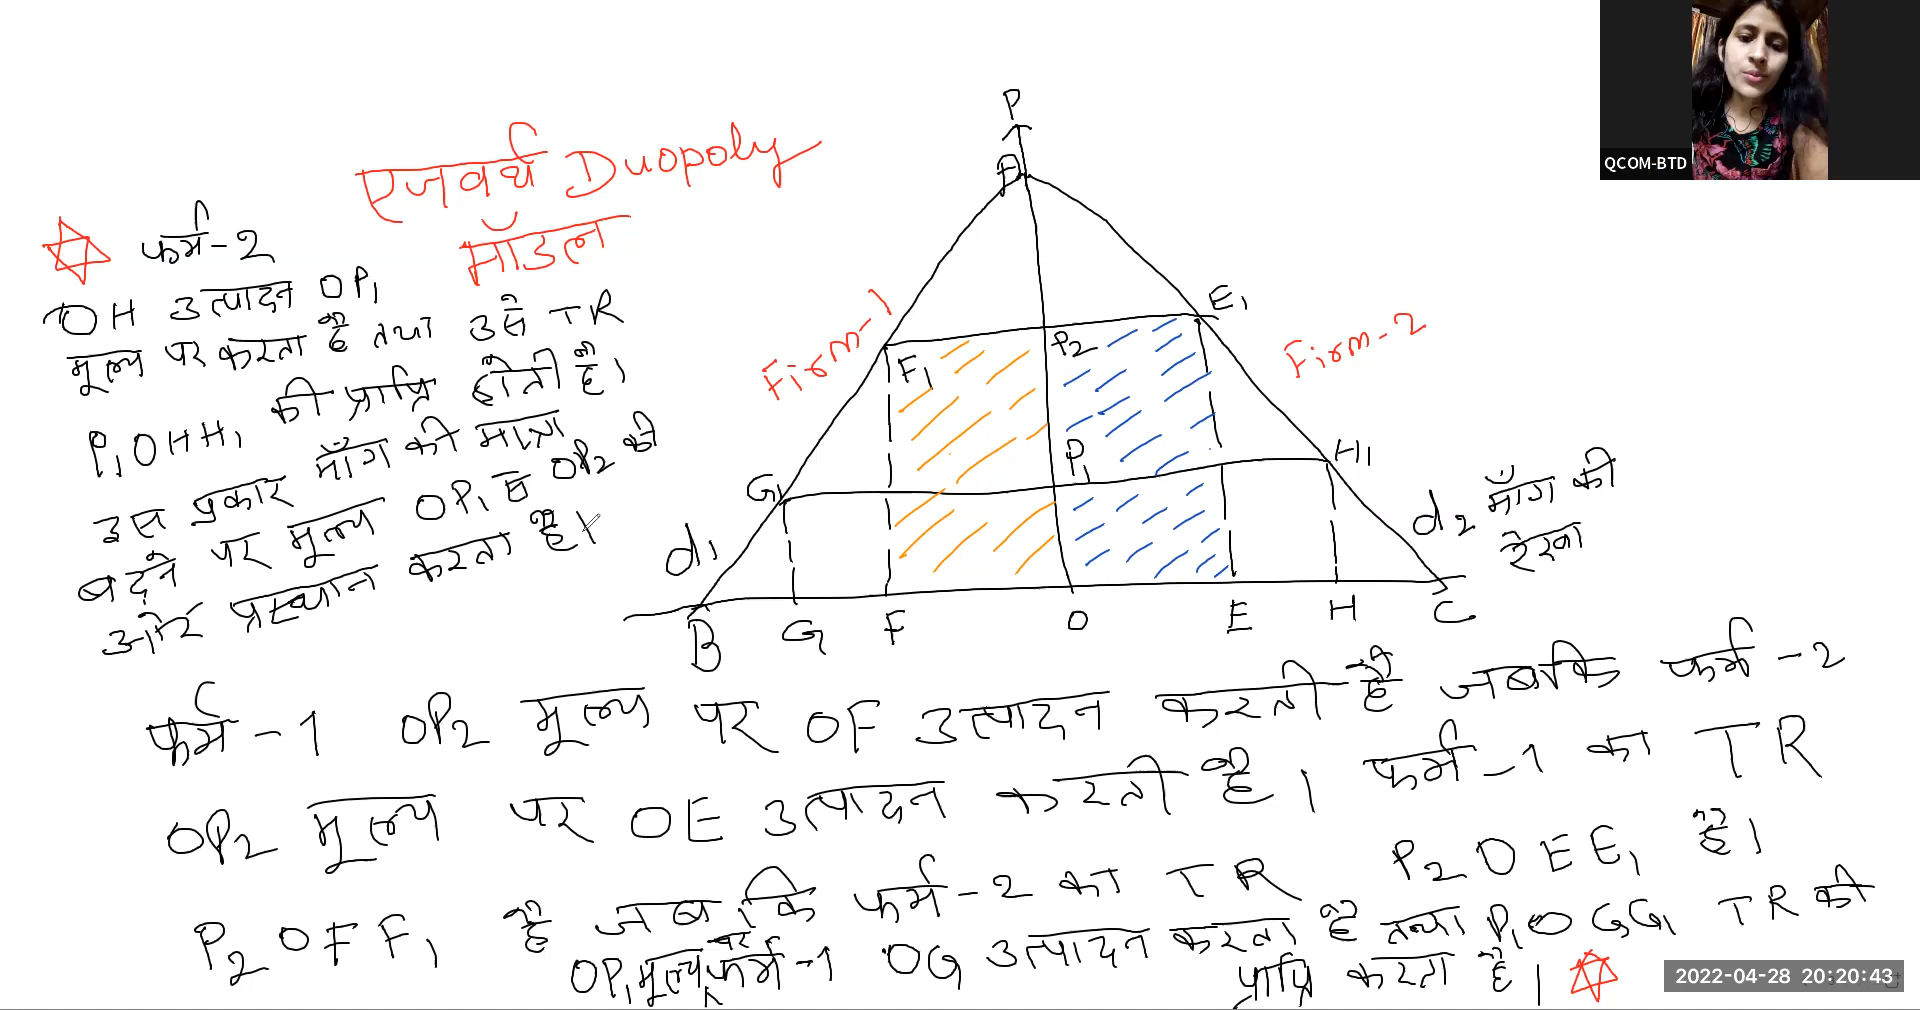 एजवर्थ Duopoly
मॉडल
फर्म-2
OH उत्पादन OP₁
मूल्य पर करता है तथा उसे TR
P₁OHH₁ की प्राप्ति होती है।
इस प्रकार माँग की मात्रा
बढ़ने पर मूल्य OP₁ से OP₂ की
ओर प्रस्थान करता है।
P
A
Firm-1
Firm-2
F₁
P₂
E₁
G₁
P₁
H₁
d₁
d₂ माँग की
रेखा
B
G
F
O
E
H
C
फर्म-1 OP₂ मूल्य पर OF उत्पादन करती है जबकि फर्म-2
OP₂ मूल्य पर OE उत्पादन करती है। फर्म-1 का TR
P₂OFF₁ है जबकि फर्म-2 का TR P₂OEE₁ है।
OP₁ मूल्य पर फर्म-1 OG उत्पादन करता है तथा P₁OGG₁ TR की
प्राप्ति करता है।
QCOM-BTD
2022-04-28 20:20:43